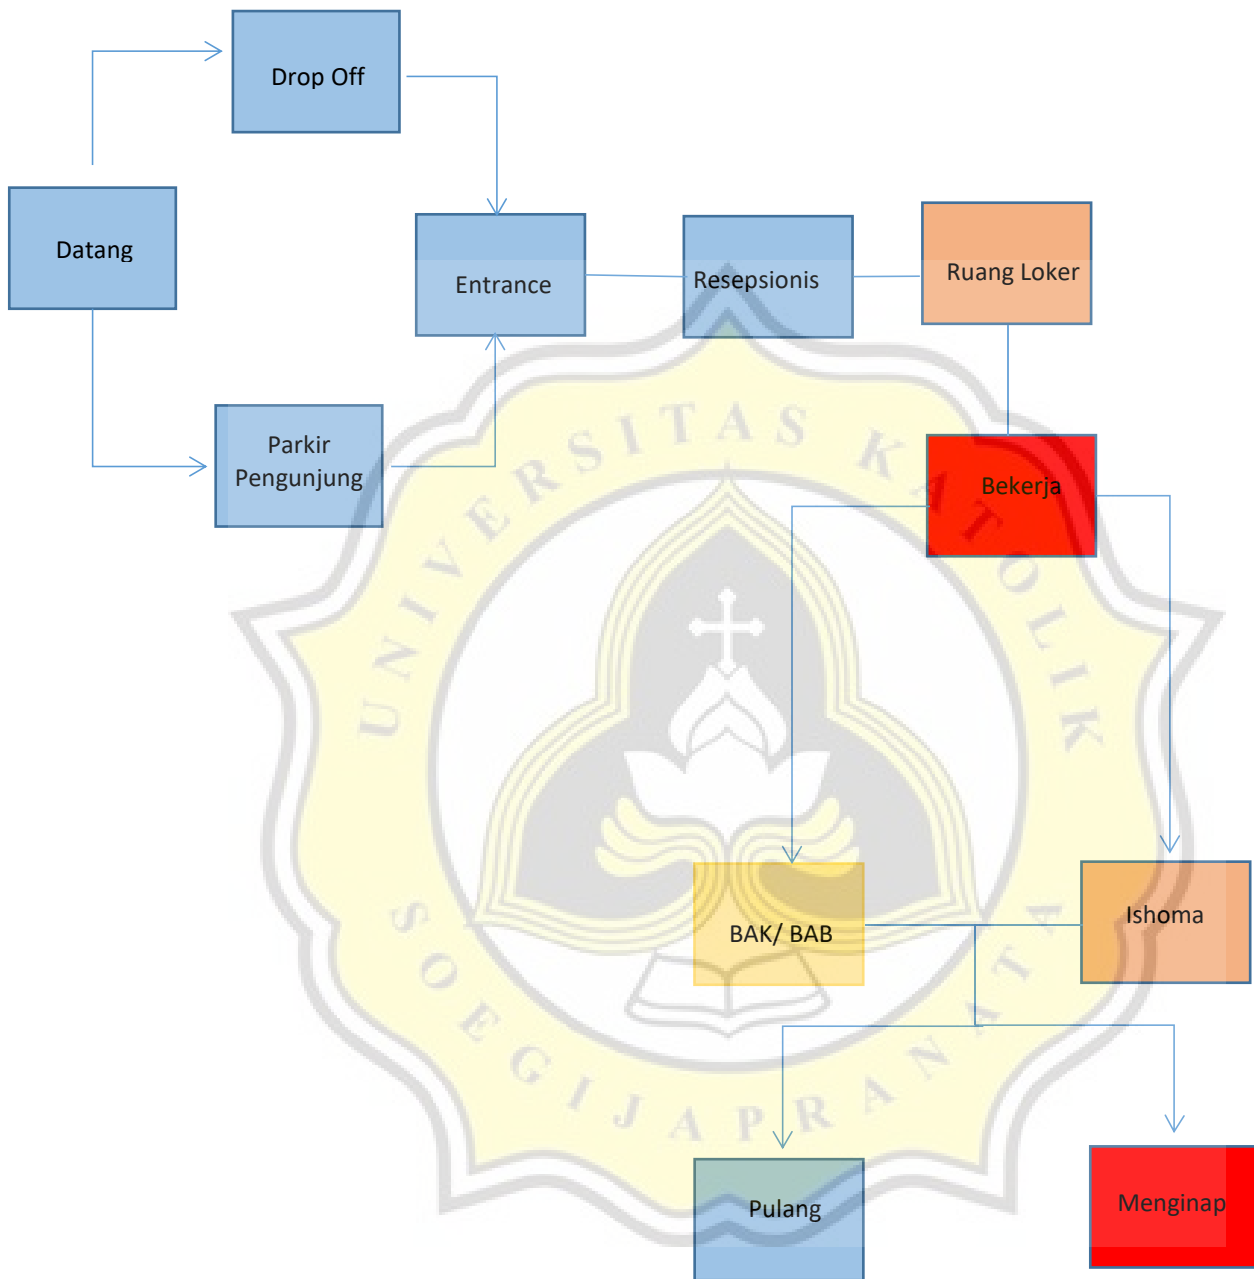 Drop Off
Datang
Entrance
Resepsionis
Ruang Loker
Parkir
Pengunjung
Bekerja
UNIVERSITAS KATOLIK
BAK/ BAB
Ishoma
SOEGIJAPRANATA
Pulang
Menginap